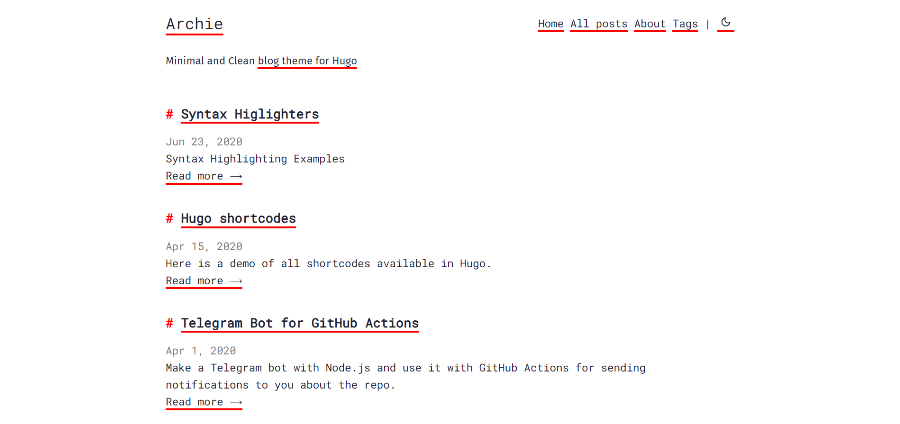 Archie
Home All posts About Tags |
Minimal and Clean blog theme for Hugo
# Syntax Higlighters
Jun 23, 2020
Syntax Highlighting Examples
Read more ⟶
# Hugo shortcodes
Apr 15, 2020
Here is a demo of all shortcodes available in Hugo.
Read more ⟶
# Telegram Bot for GitHub Actions
Apr 1, 2020
Make a Telegram bot with Node.js and use it with GitHub Actions for sending
notifications to you about the repo.
Read more ⟶